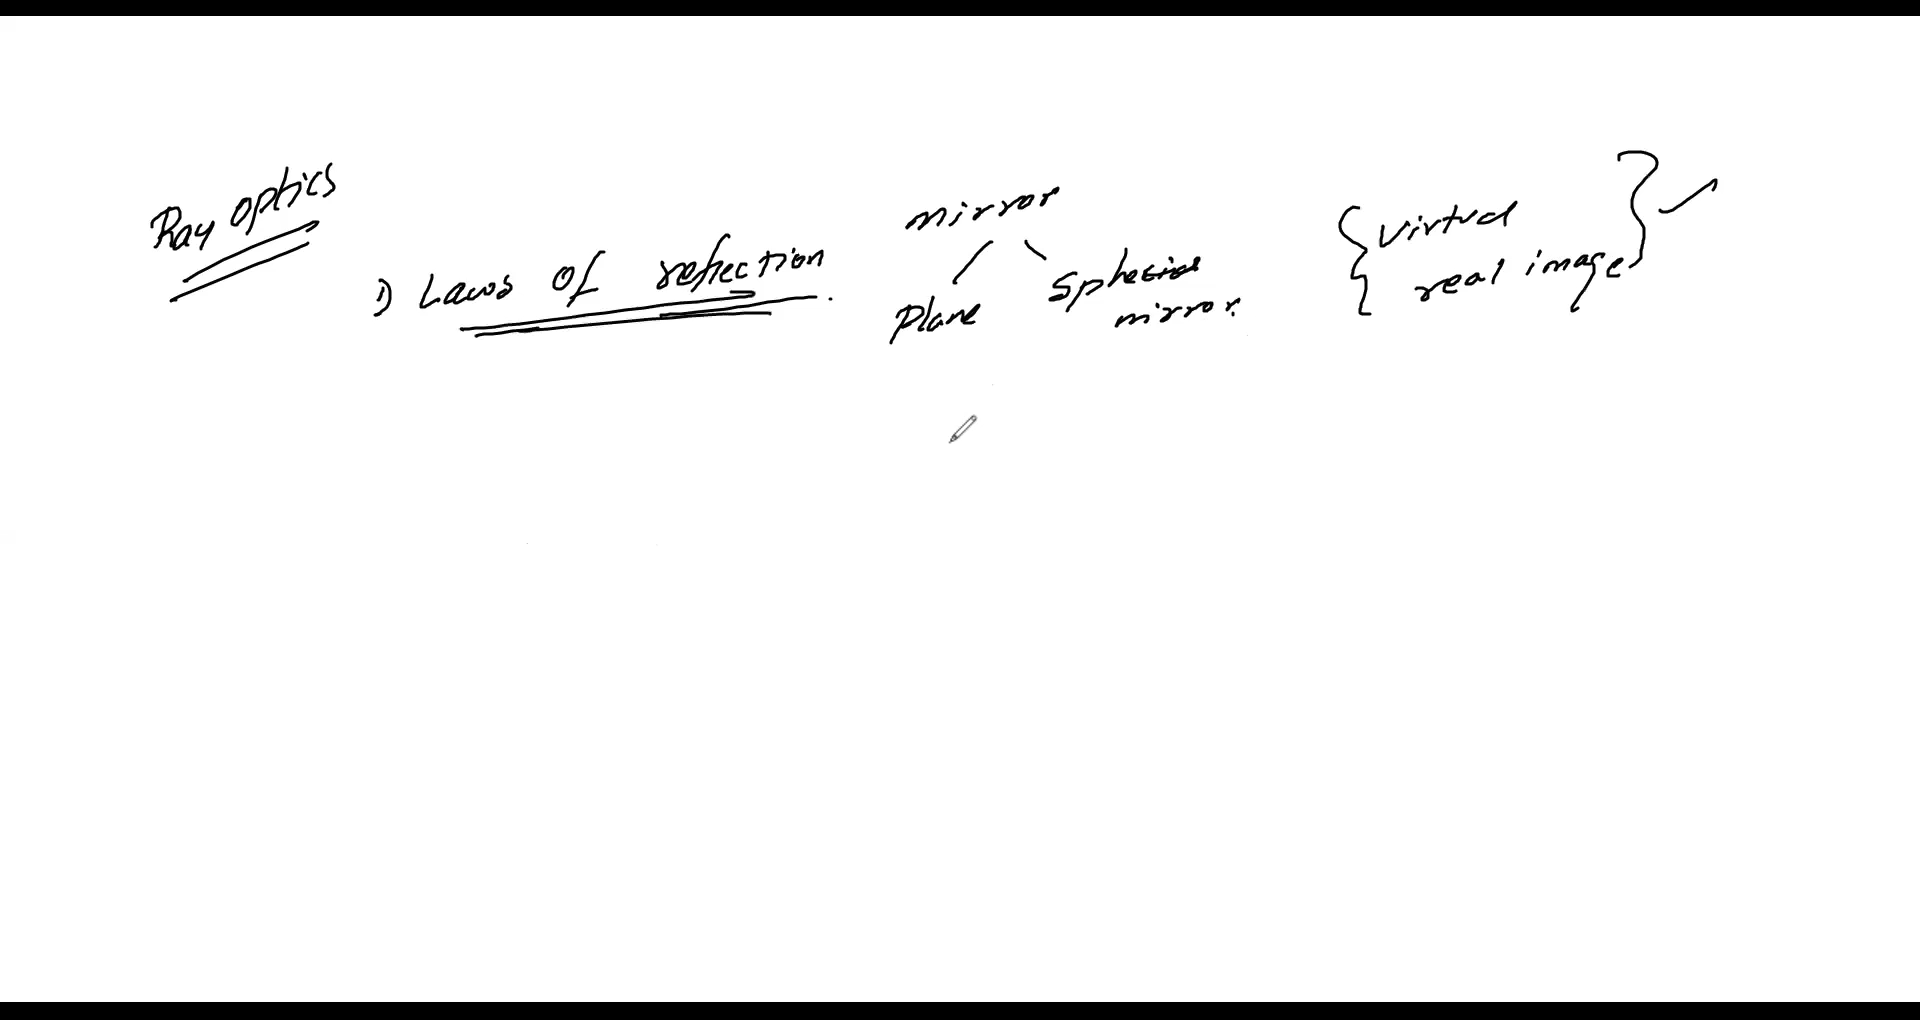 Ray optics
1) Laws of reflection.
mirror
Plane
Spherical
mirror.
virtual
real image